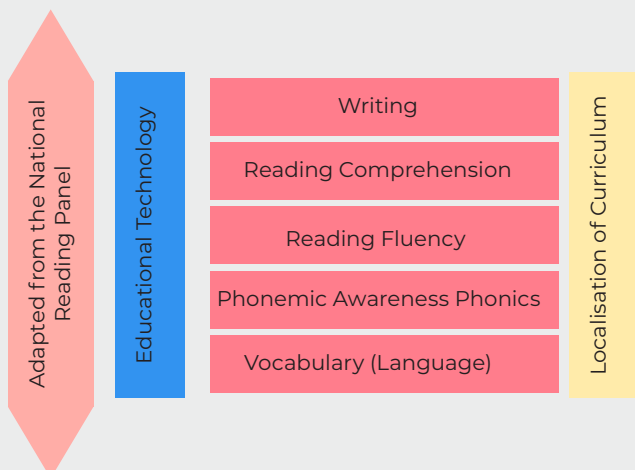 Adapted from the National
Reading Panel
Educational Technology
Writing
Reading Comprehension
Reading Fluency
Phonemic Awareness Phonics
Vocabulary (Language)
Localisation of Curriculum